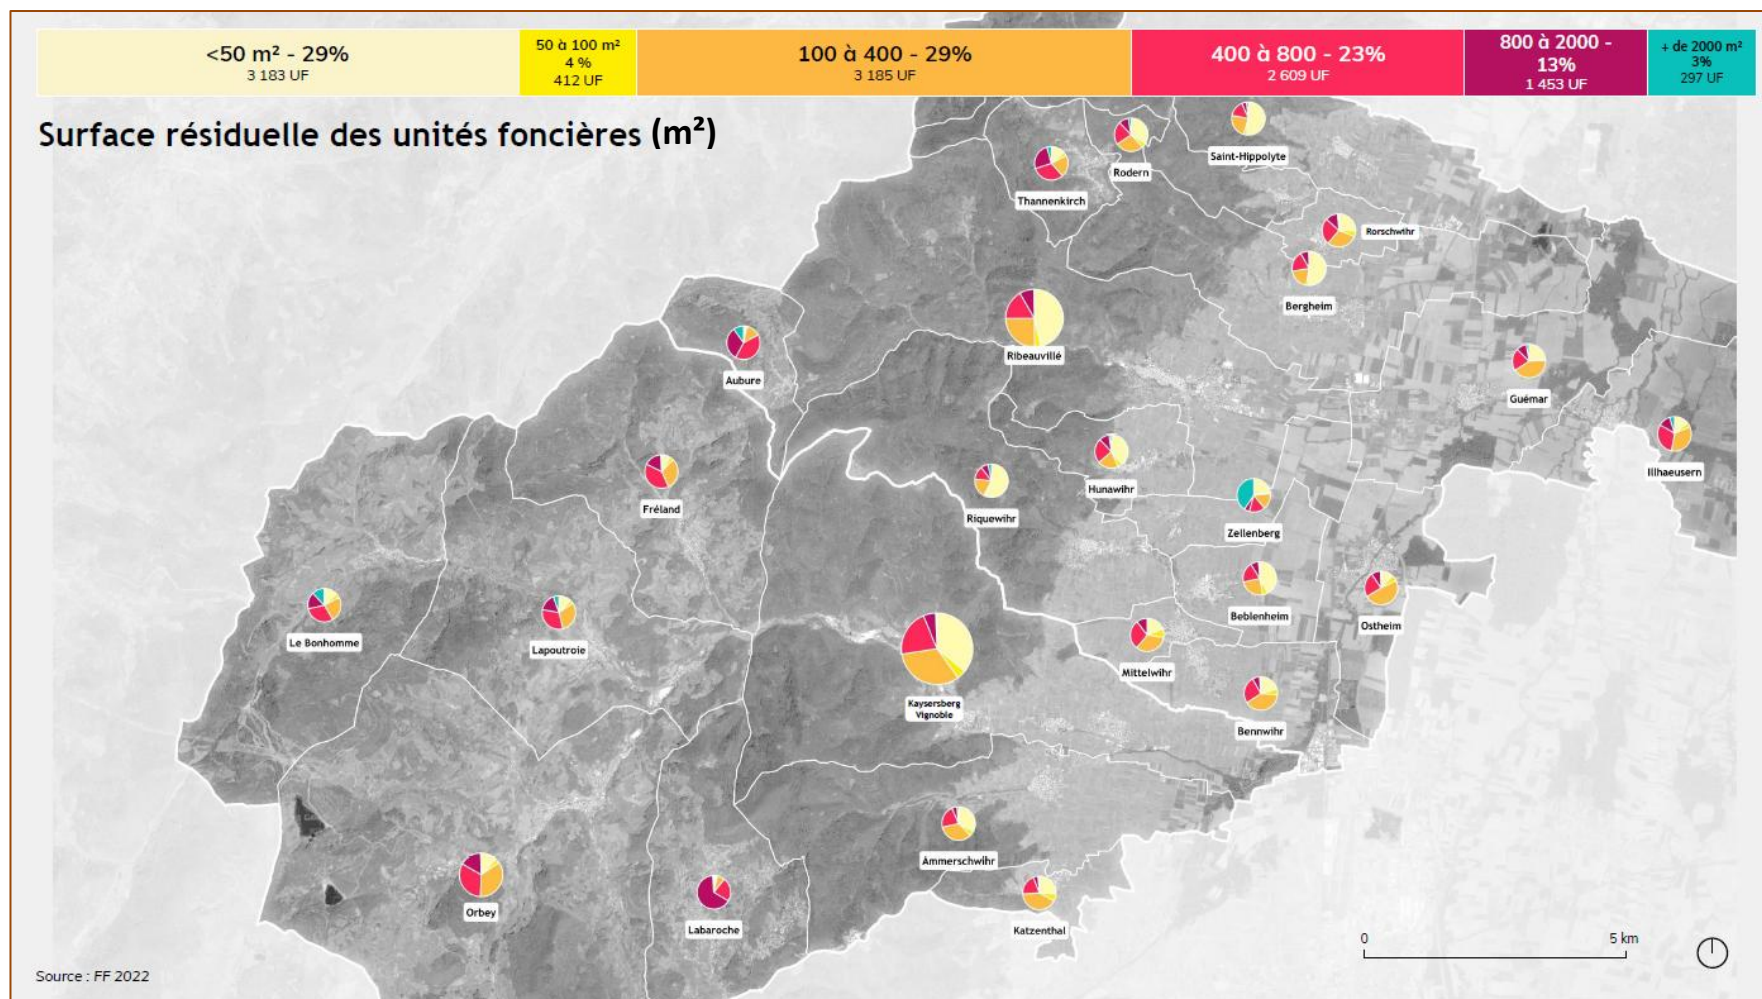 <50 m² - 29%
3 183 UF
50 à 100 m²
4 %
412 UF
100 à 400 - 29%
3 185 UF
400 à 800 - 23%
2 609 UF
800 à 2000 -
13%
1 453 UF
+ de 2000 m²
3%
297 UF
Surface résiduelle des unités foncières (m²)
Saint-Hippolyte
Rodern
Thannenkirch
Rorschwihr
Bergheim
Ribeauvillé
Aubure
Guémar
Illhaeusern
Hunawihr
Fréland
Riquewihr
Zellenberg
Beblenheim
Ostheim
Le Bonhomme
Lapoutroie
Mittelwihr
Kaysersberg
Vignoble
Bennwihr
Ammerschwihr
Orbey
Labaroche
Katzenthal
0
5 km
Source : FF 2022